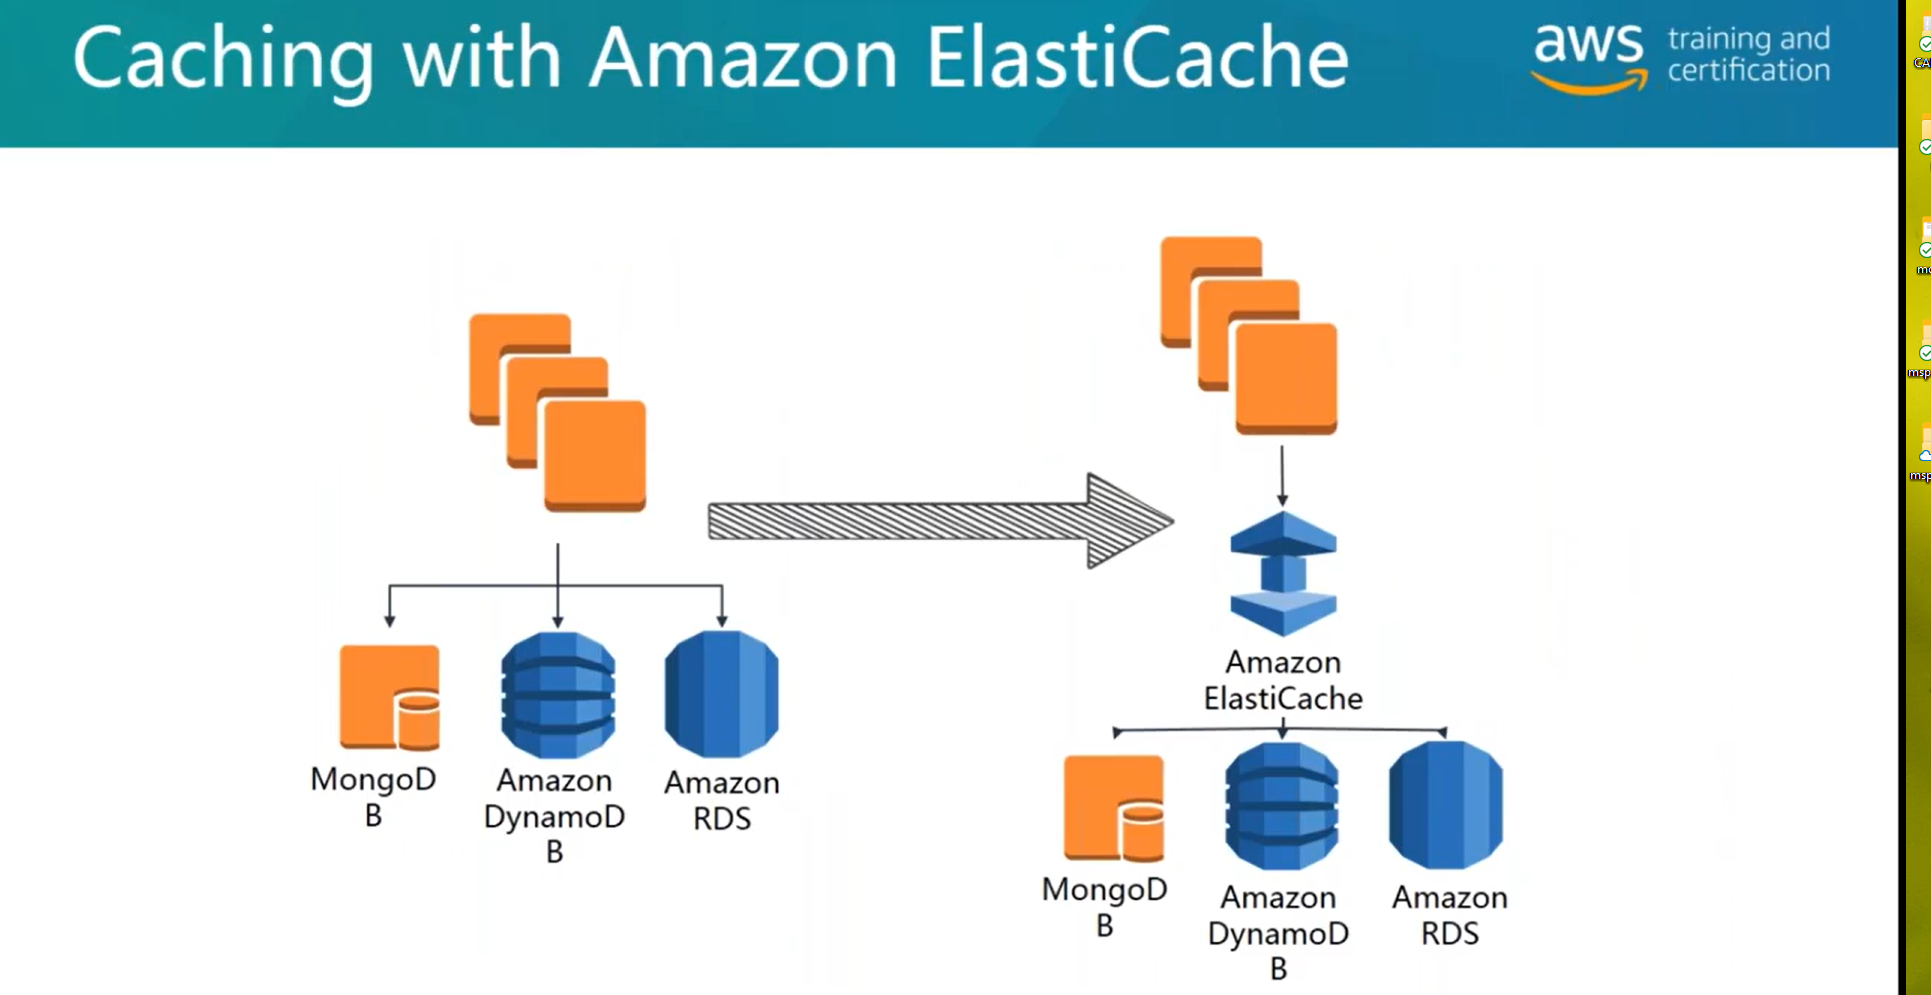 Caching with Amazon ElastiCache
aws
training and
certification
MongoD
B
Amazon
DynamoD
B
Amazon
RDS
Amazon
ElastiCache
MongoD
B
Amazon
DynamoD
B
Amazon
RDS